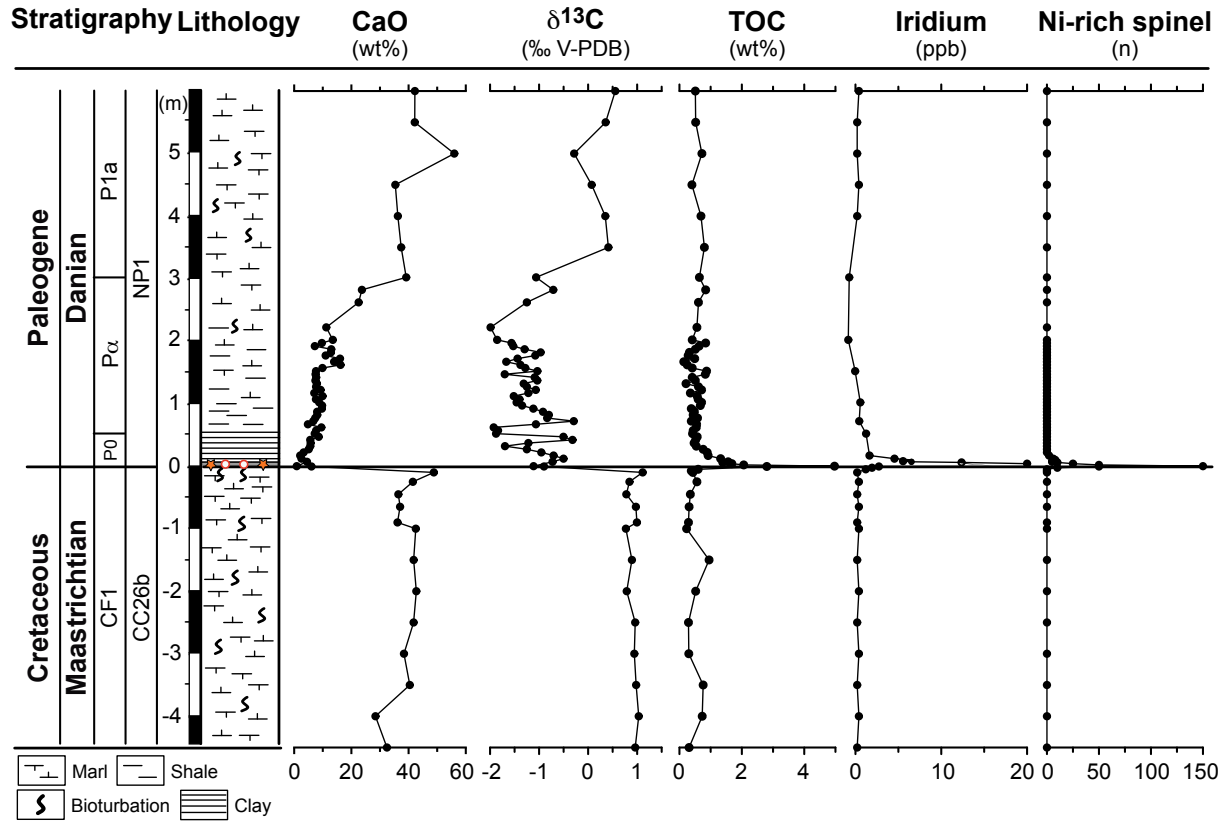 Stratigraphy Lithology CaO δ13C TOC Iridium Ni-rich spinel
(wt%) (‰ V-PDB) (wt%) (ppb) (n)
(m)
Paleogene
Danian
P1a
Pα
P0
NP1
Cretaceous
Maastrichtian
CF1
CC26b
5
4
3
2
1
0
-1
-2
-3
-4
0 20 40 60 -2 -1 0 1 0 2 4 0 10 20 0 50 100 150
Marl Shale
Bioturbation Clay